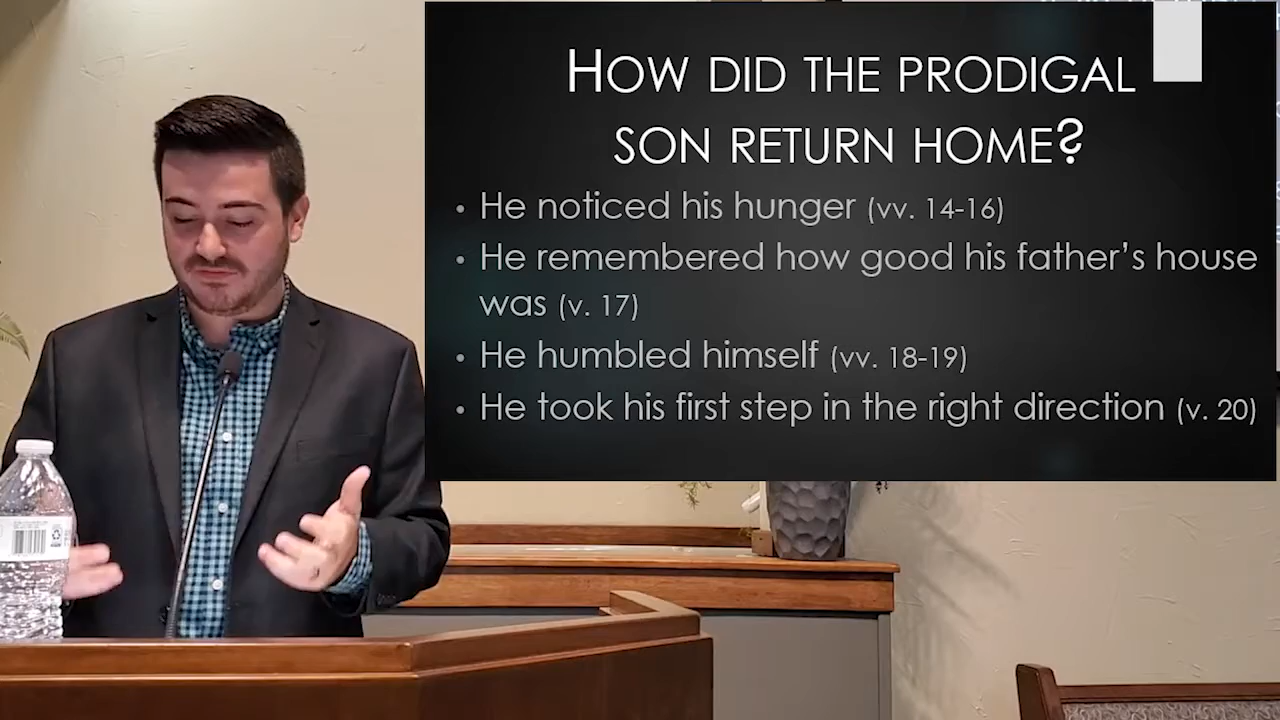 How did the prodigal
son return home?
• He noticed his hunger (vv. 14-16)
• He remembered how good his father’s house
was (v. 17)
• He humbled himself (vv. 18-19)
• He took his first step in the right direction (v. 20)